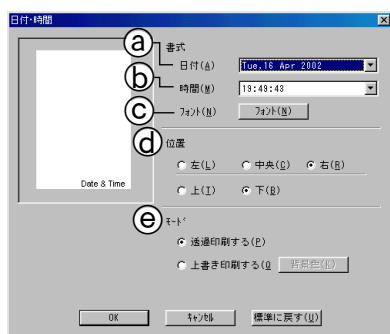 日付・時間
書式
a
日付(A) Tue.16 Apr 2002
b
時間(M) 19:49:43
c
フォント(N) フォント(N)
d
位置
左(L) 中央(C) 右(R)
上(T) 下(B)
Date & Time
e
モード
透過印刷する(P)
上書き印刷する(O 背景色(K)
OK キャンセル 標準に戻す(U)